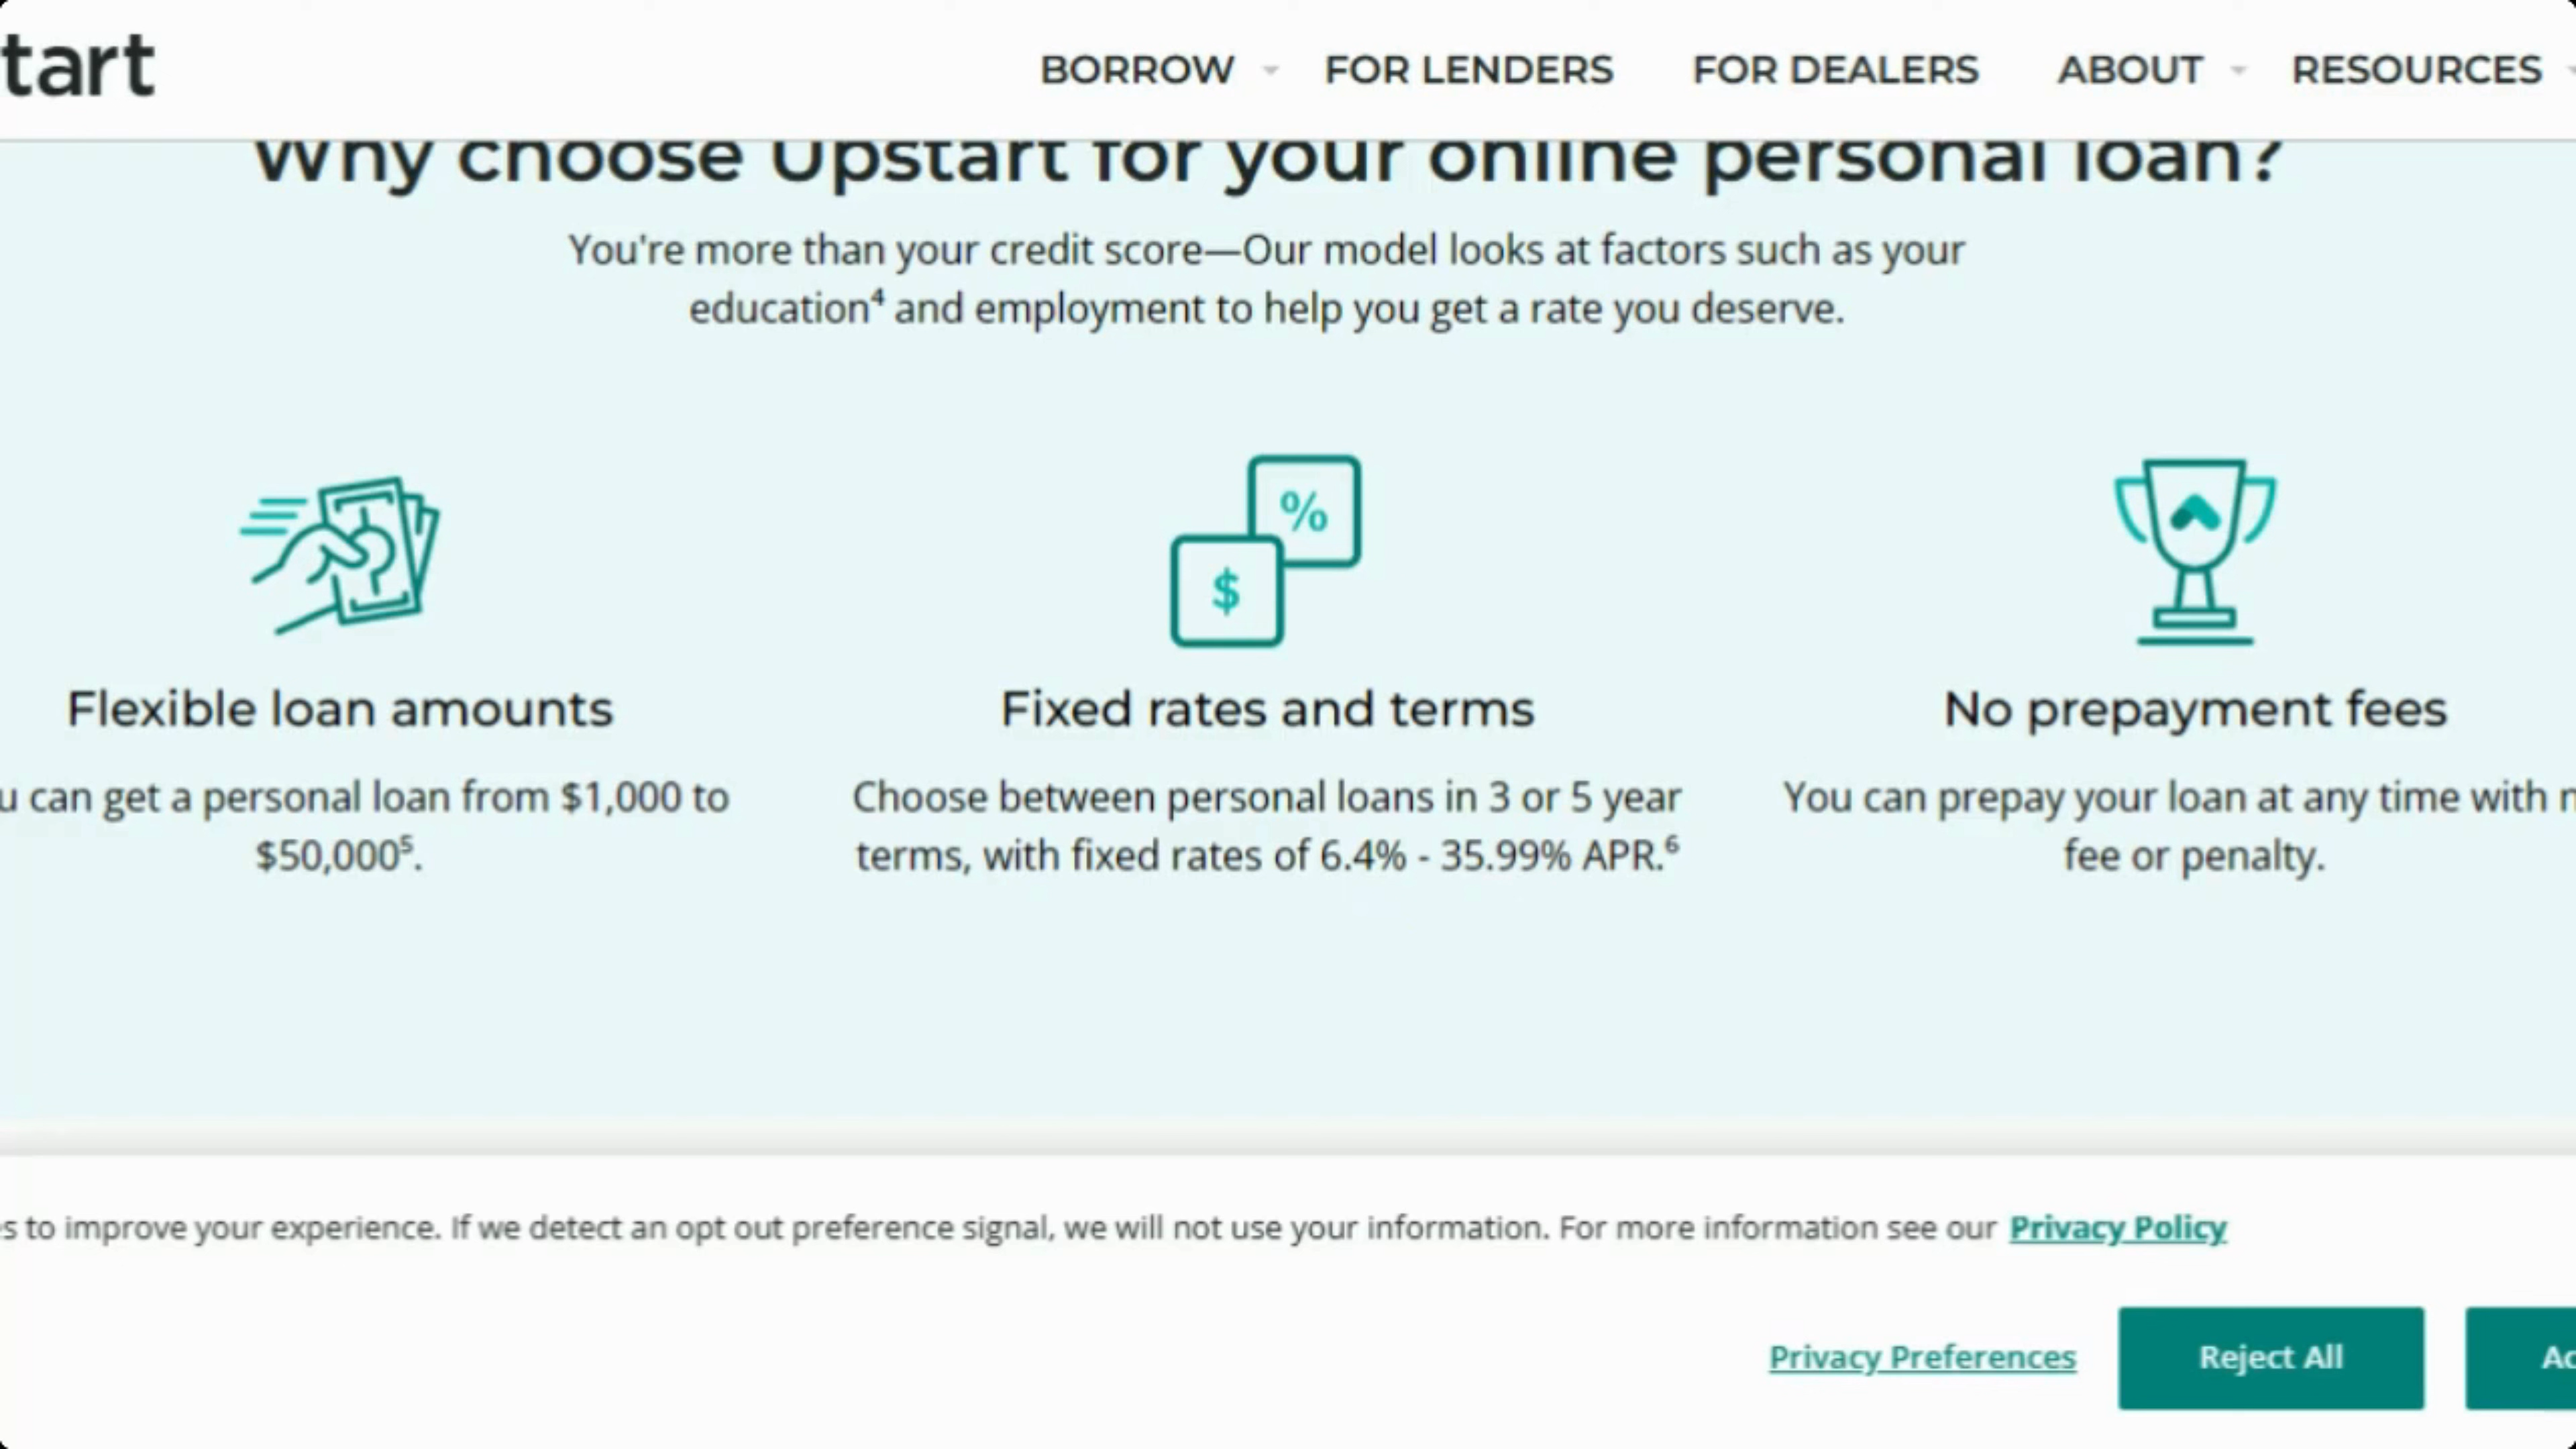 tart
BORROW FOR LENDERS FOR DEALERS ABOUT RESOURCES
Why choose Upstart for your online personal loan?
You're more than your credit score—Our model looks at factors such as your
education⁴ and employment to help you get a rate you deserve.
%
$
Flexible loan amounts
u can get a personal loan from $1,000 to
$50,000⁵.
Fixed rates and terms
Choose between personal loans in 3 or 5 year
terms, with fixed rates of 6.4% - 35.99% APR.⁶
No prepayment fees
You can prepay your loan at any time with n
fee or penalty.
s to improve your experience. If we detect an opt out preference signal, we will not use your information. For more information see our Privacy Policy
Privacy Preferences Reject All Ac